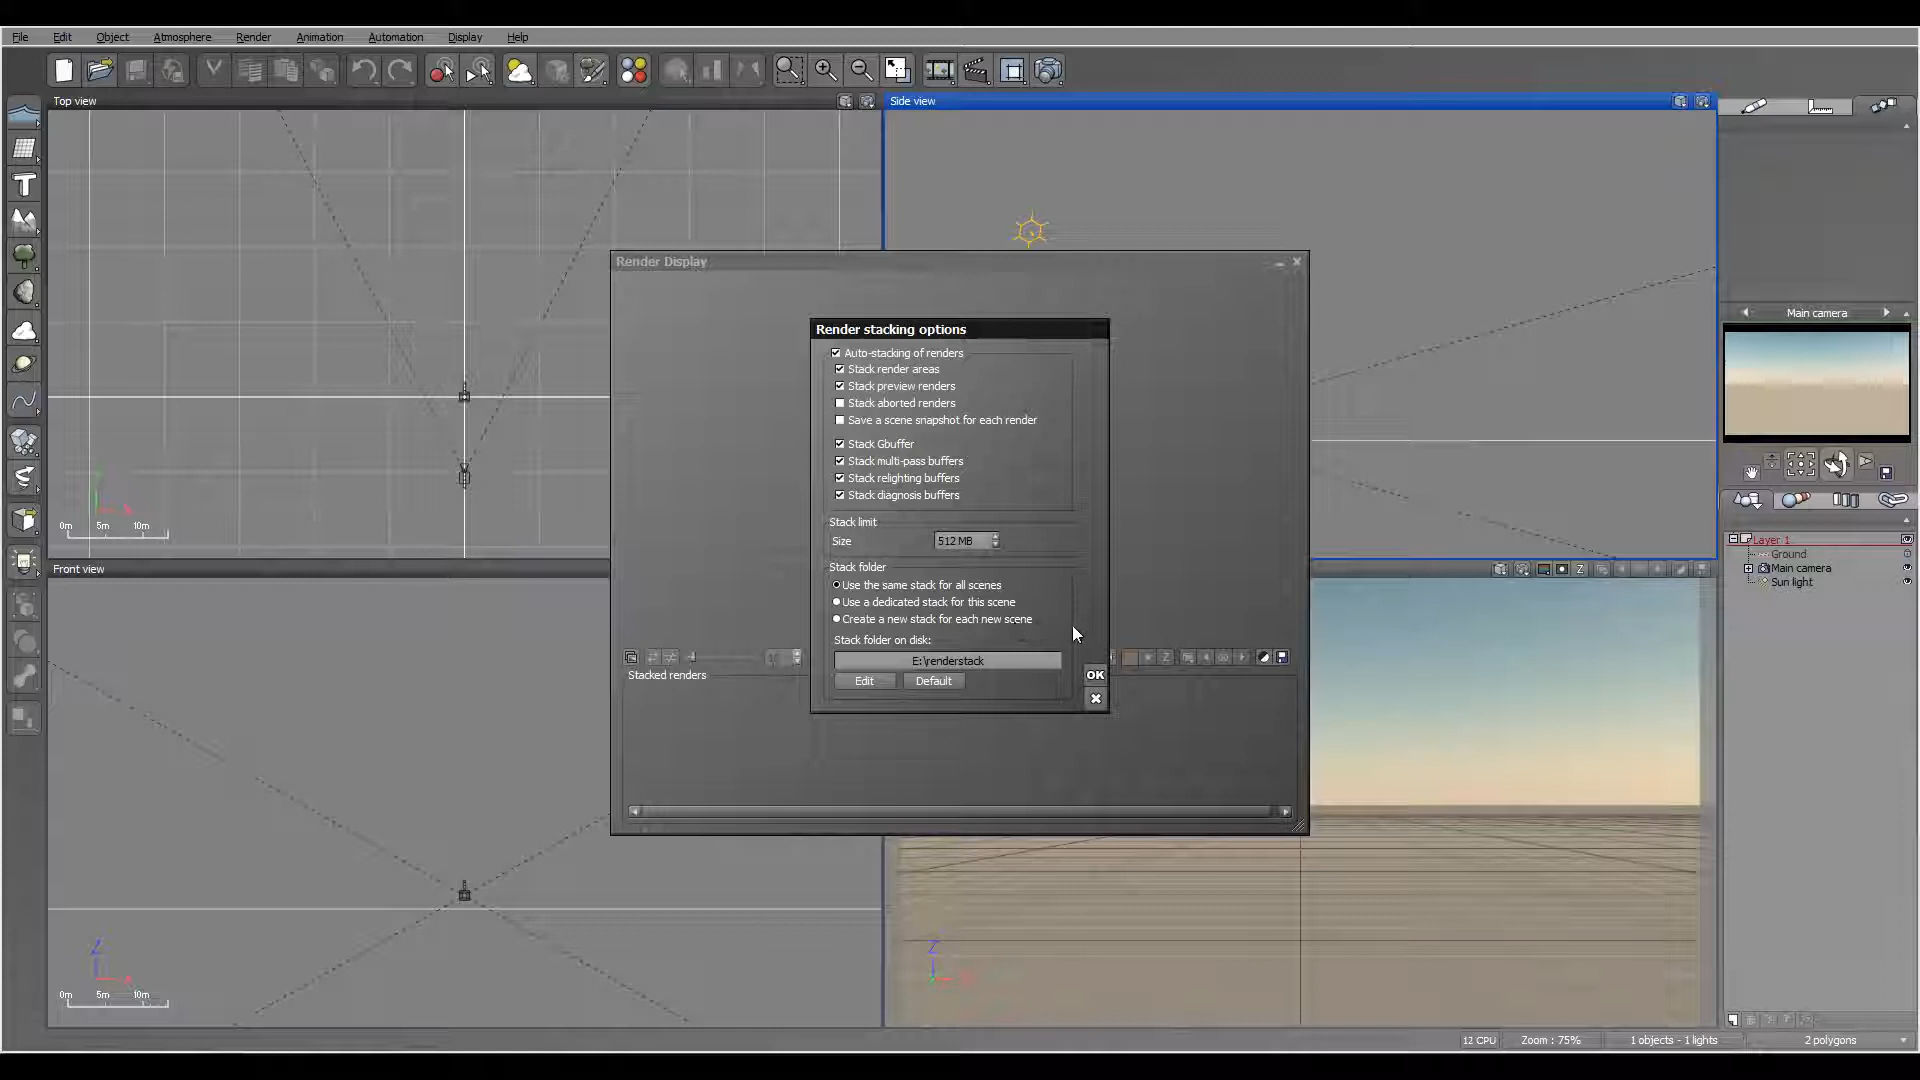 File Edit Object Atmosphere Render Animation Automation Display Help
Top view
Side view
0m 5m 10m
Front view
Z
0m 5m 10m
Render Display
Render stacking options
Auto-stacking of renders
Stack render areas
Stack preview renders
Stack aborted renders
Save a scene snapshot for each render
Stack Gbuffer
Stack multi-pass buffers
Stack relighting buffers
Stack diagnosis buffers
Stack limit
Size 512 MB
Stack folder
Use the same stack for all scenes
Use a dedicated stack for this scene
Create a new stack for each new scene
Stack folder on disk:
E:\renderstack
Edit Default
OK
Stacked renders
Z
Z
Z
Main camera
Layer 1
Ground
Main camera
Sun light
12 CPU Zoom : 75% 1 objects - 1 lights 2 polygons